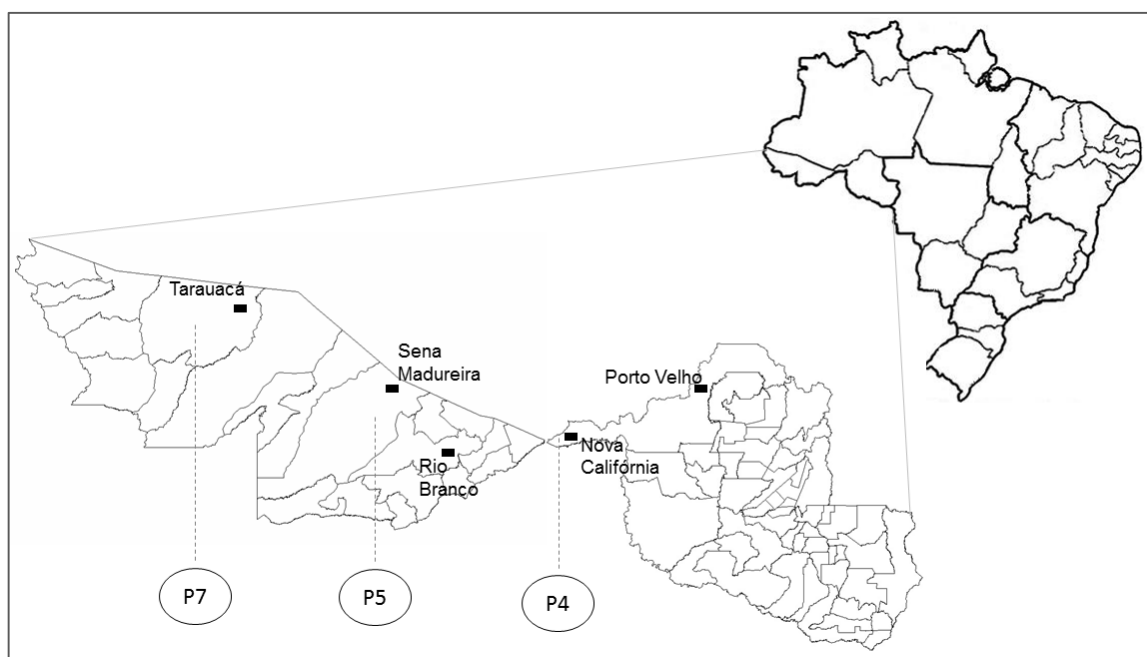 Tarauacá
Sena
Madureira
Porto Velho
Nova
Califórnia
Rio
Branco
P7
P5
P4